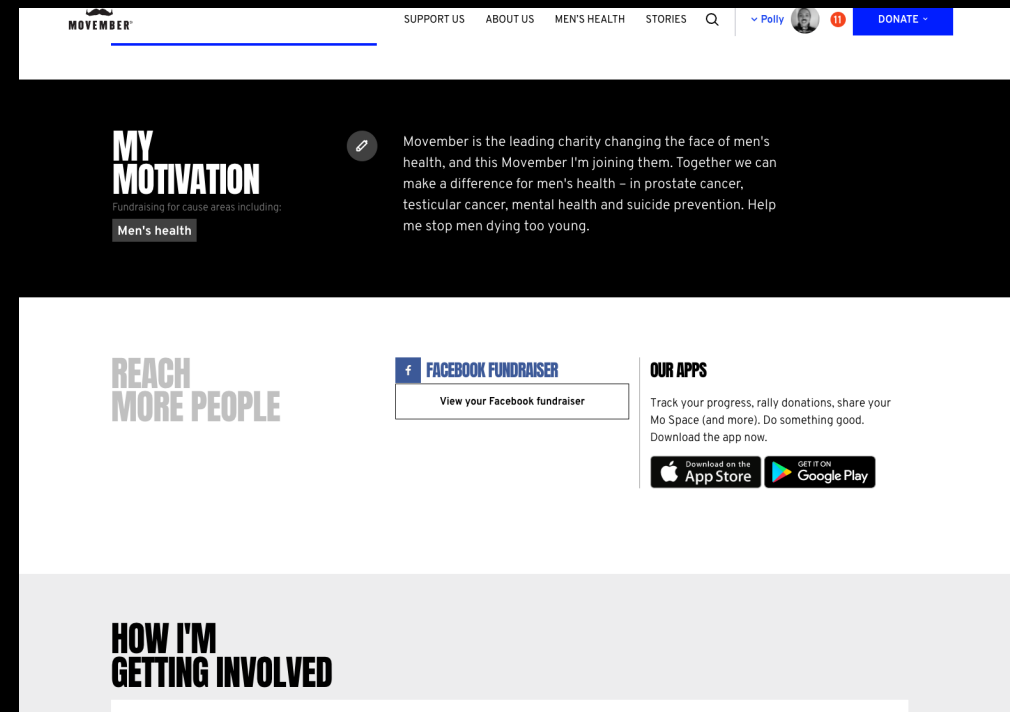 MOVEMBER®
SUPPORT US ABOUT US MEN'S HEALTH STORIES Polly 11 DONATE
MY
MOTIVATION
Fundraising for cause areas including:
Men's health
Movember is the leading charity changing the face of men's
health, and this Movember I'm joining them. Together we can
make a difference for men's health – in prostate cancer,
testicular cancer, mental health and suicide prevention. Help
me stop men dying too young.
REACH
MORE PEOPLE
f FACEBOOK FUNDRAISER
View your Facebook fundraiser
OUR APPS
Track your progress, rally donations, share your
Mo Space (and more). Do something good.
Download the app now.
Download on the
App Store
GET IT ON
Google Play
HOW I'M
GETTING INVOLVED